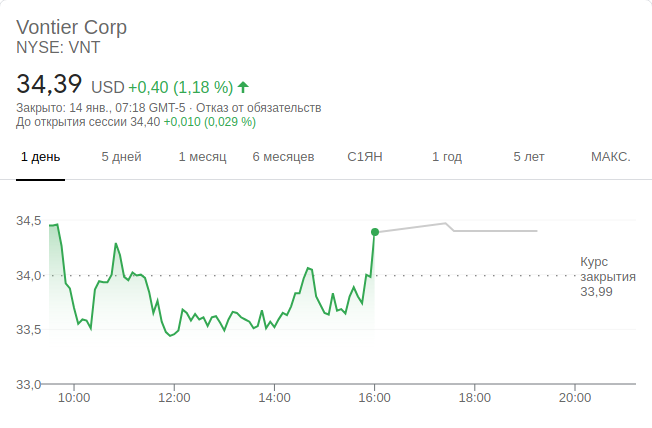 Vontier Corp
NYSE: VNT
34,39 USD +0,40 (1,18 %)
Закрыто: 14 янв., 07:18 GMT-5 · Отказ от обязательств
До открытия сессии 34,40 +0,010 (0,029 %)
1 день 5 дней 1 месяц 6 месяцев С1ЯН 1 год 5 лет МАКС.
34,5
34,0
33,5
33,0
Курс
закрытия
33,99
10:00 12:00 14:00 16:00 18:00 20:00